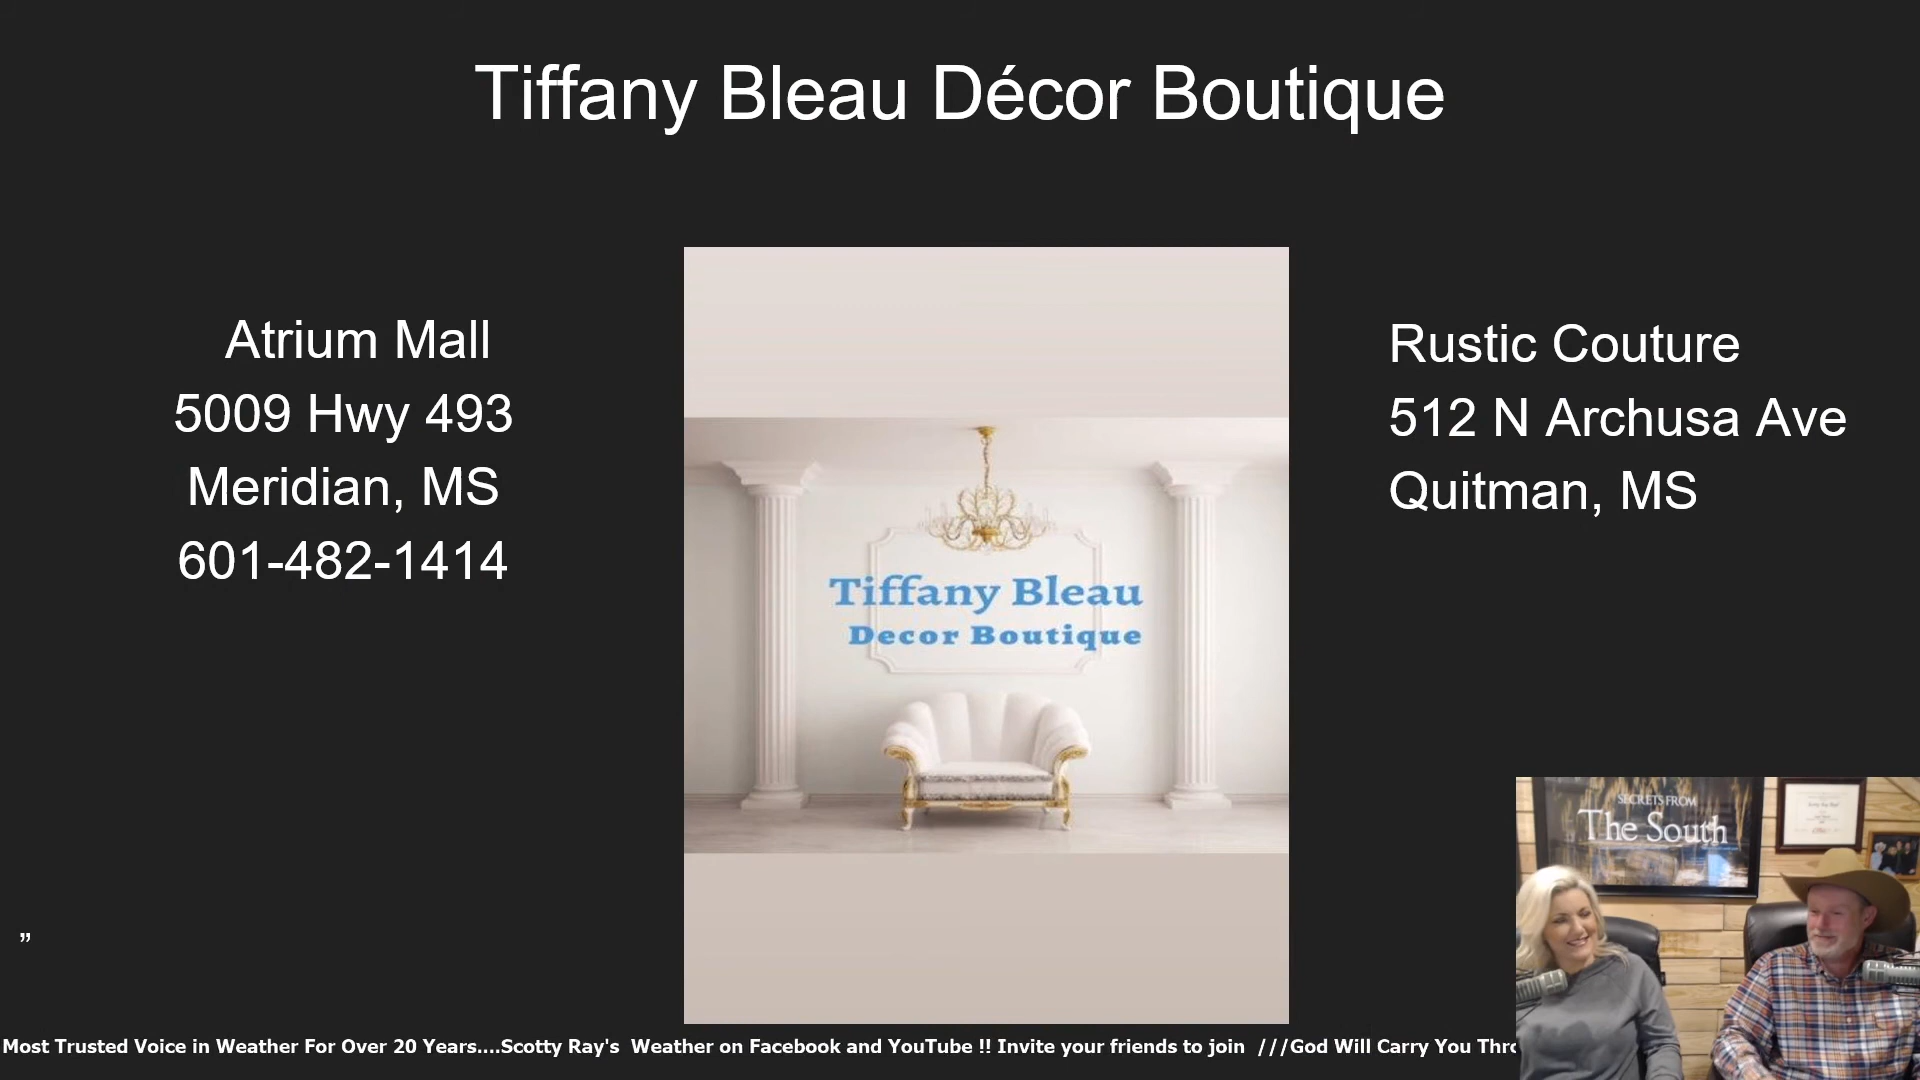 Tiffany Bleau Décor Boutique
Atrium Mall
5009 Hwy 493
Meridian, MS
601-482-1414
Tiffany Bleau
Decor Boutique
Rustic Couture
512 N Archusa Ave
Quitman, MS
SECRETS FROM
The South
”
Most Trusted Voice in Weather For Over 20 Years....Scotty Ray's  Weather on Facebook and YouTube !! Invite your friends to join  ///God Will Carry You Thro